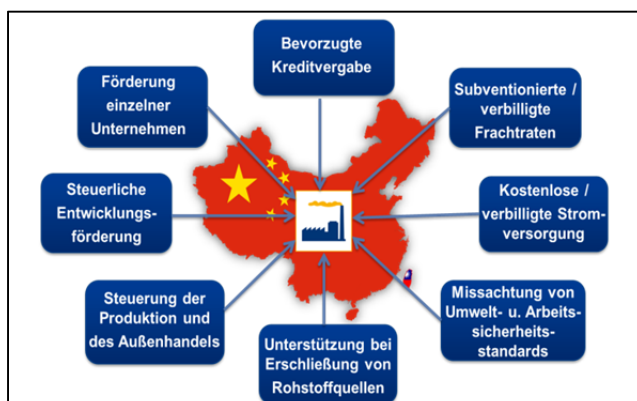 Bevorzugte
Kreditvergabe
Förderung
einzelner
Unternehmen
Subventionierte /
verbilligte
Frachtraten
Steuerliche
Entwicklungs-
förderung
Kostenlose /
verbilligte Strom-
versorgung
Steuerung der
Produktion und
des Außenhandels
Unterstützung bei
Erschließung von
Rohstoffquellen
Missachtung von
Umwelt- u. Arbeits-
sicherheits-
standards